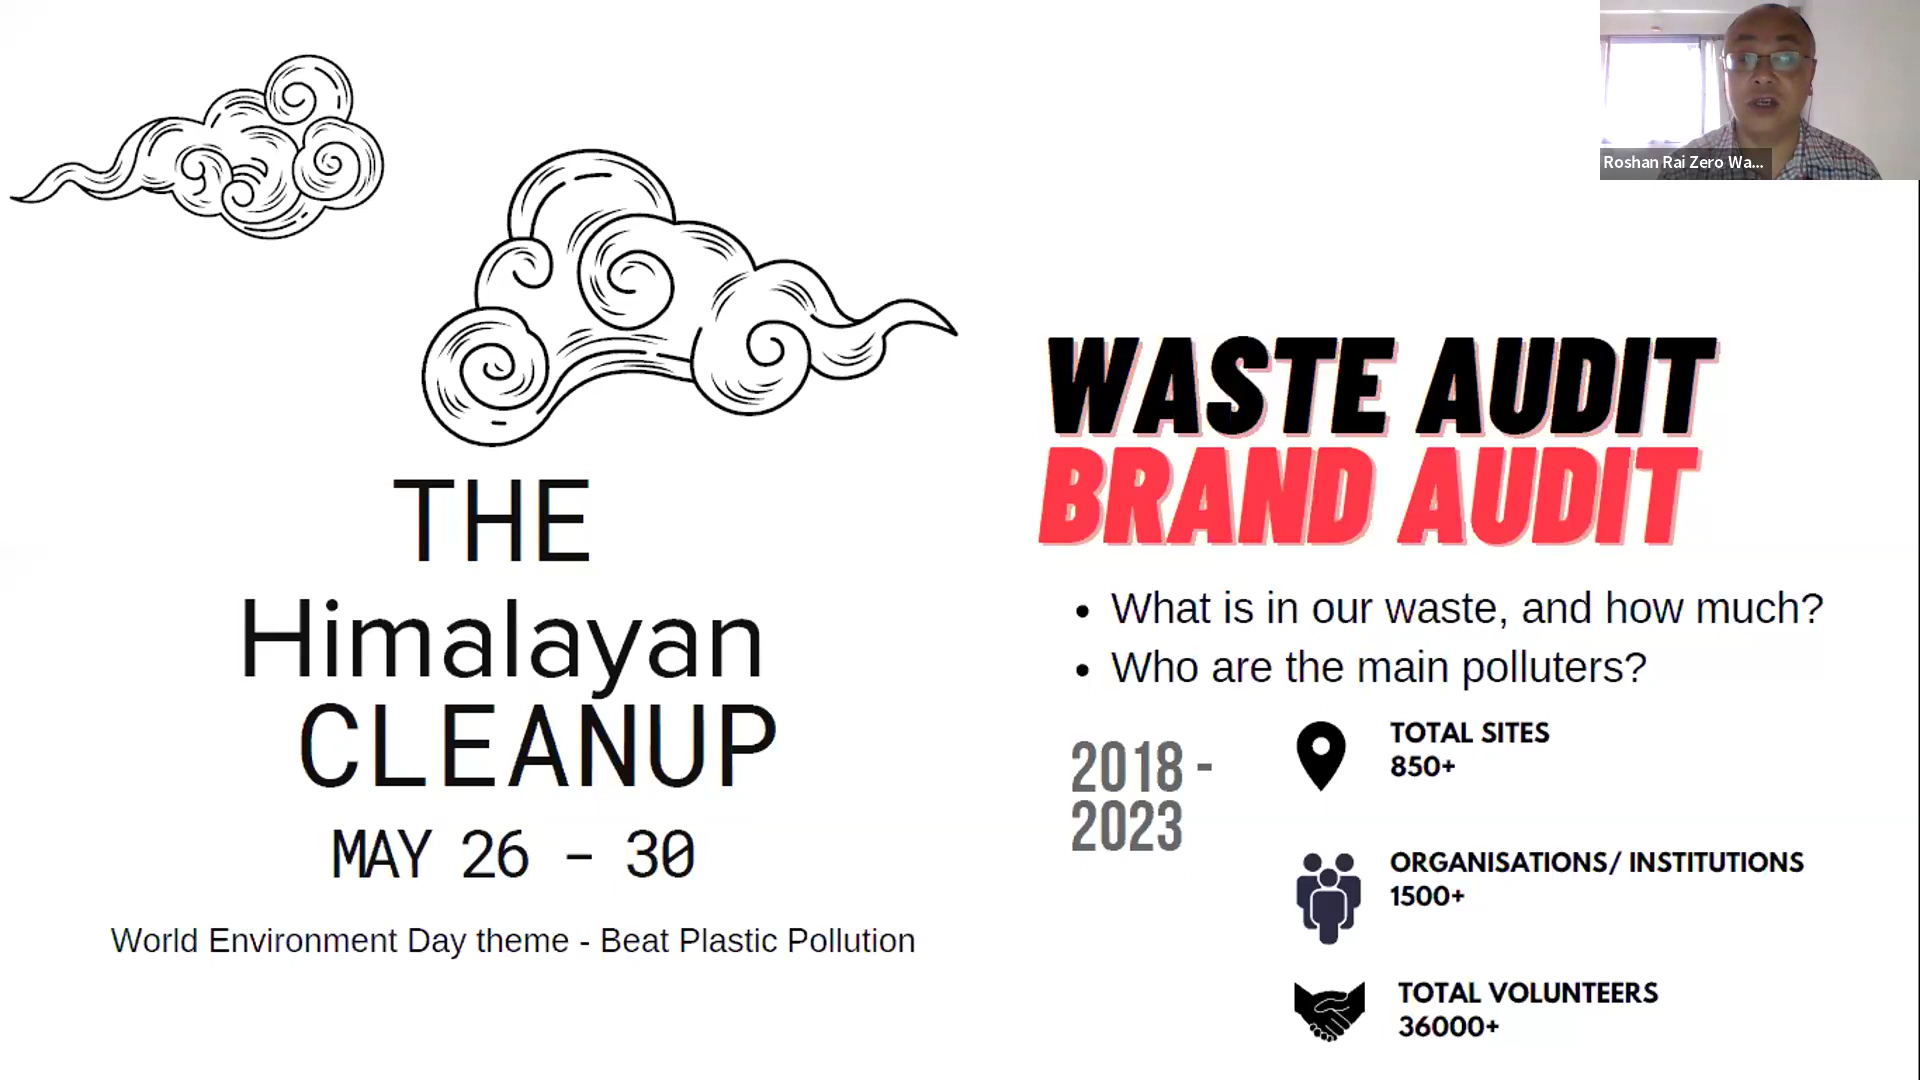 Roshan Rai Zero Wa...
THE
Himalayan
CLEANUP
MAY 26 - 30
World Environment Day theme - Beat Plastic Pollution
WASTE AUDIT
BRAND AUDIT
• What is in our waste, and how much?
• Who are the main polluters?
2018 -
2023
TOTAL SITES
850+
ORGANISATIONS/ INSTITUTIONS
1500+
TOTAL VOLUNTEERS
36000+